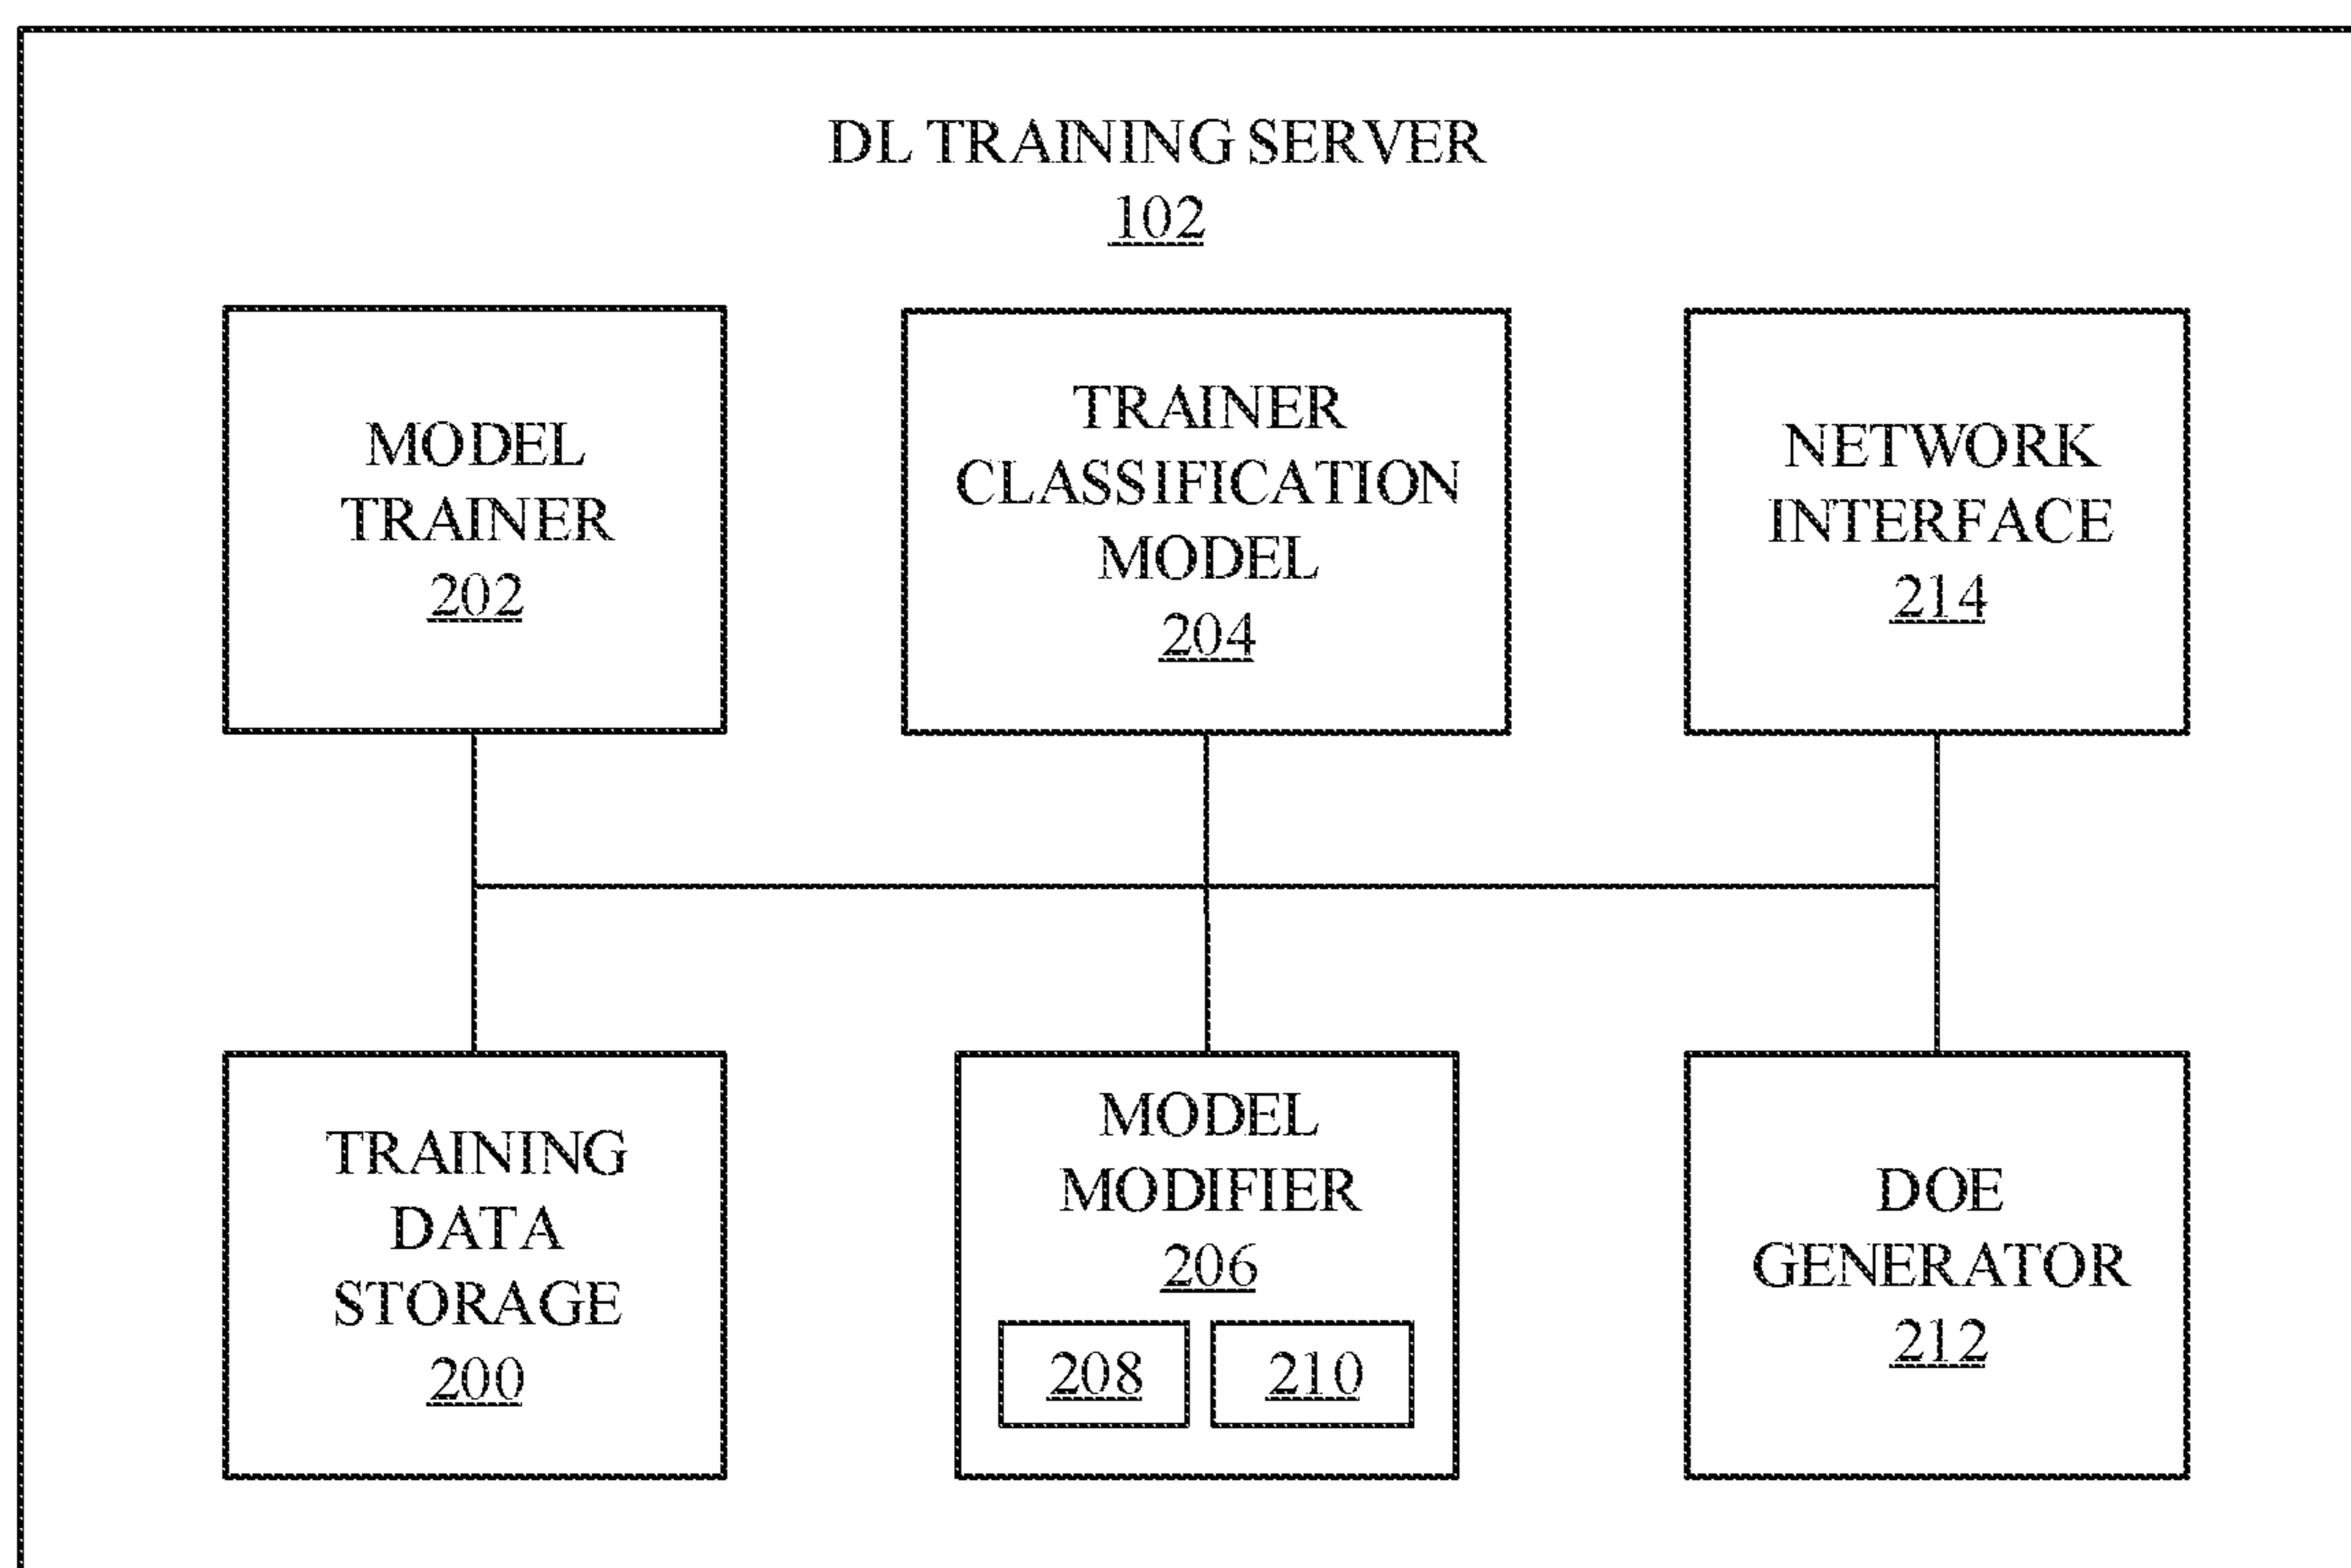 DL TRAINING SERVER
102
MODEL
TRAINER
202
TRAINER
CLASSIFICATION
MODEL
204
NETWORK
INTERFACE
214
TRAINING
DATA
STORAGE
200
MODEL
MODIFIER
206
208
210
DOE
GENERATOR
212